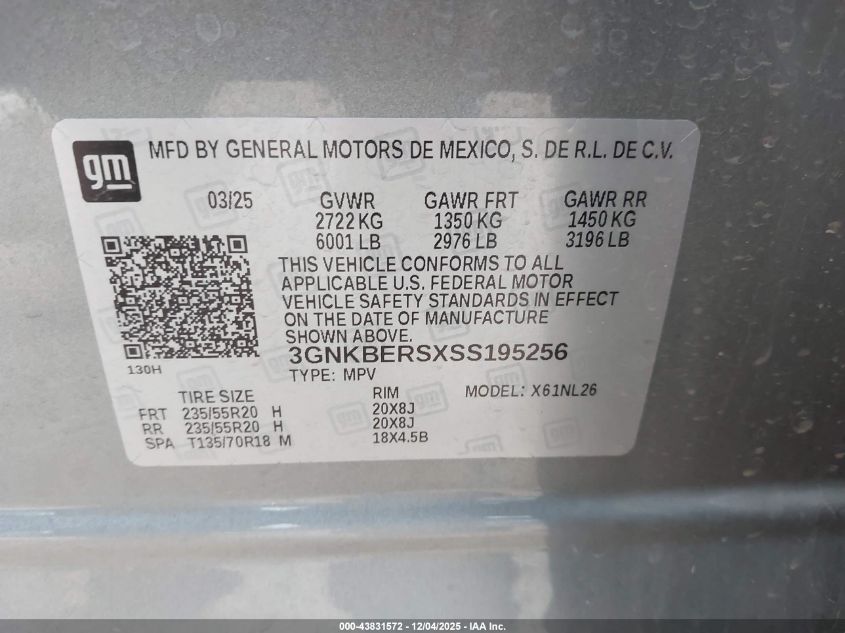 gm
MFD BY GENERAL MOTORS DE MEXICO, S. DE R.L. DE C.V.
03/25 GVWR GAWR FRT GAWR RR
2722 KG 1350 KG 1450 KG
6001 LB 2976 LB 3196 LB
THIS VEHICLE CONFORMS TO ALL
APPLICABLE U.S. FEDERAL MOTOR
VEHICLE SAFETY STANDARDS IN EFFECT
ON THE DATE OF MANUFACTURE
SHOWN ABOVE.
3GNKBERSXSS195256
130H
TYPE: MPV
TIRE SIZE RIM MODEL: X61NL26
FRT 235/55R20 H 20X8J
RR 235/55R20 H 20X8J
SPA T135/70R18 M 18X4.5B
000-43831572 - 12/04/2025 - IAA Inc.